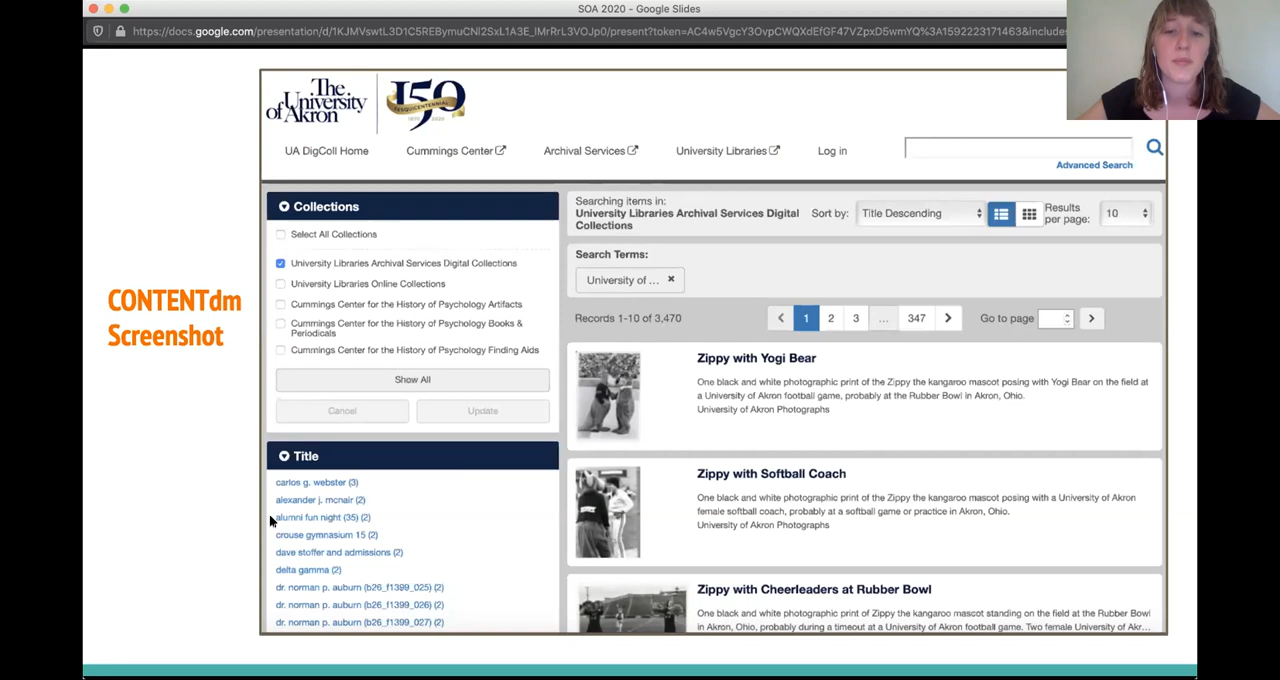 SOA 2020 - Google Slides
The
University
of Akron
150
SESQUICENTENNIAL
1870 2020
UA DigColl Home Cummings Center Archival Services University Libraries Log in
Advanced Search
CONTENTdm
Screenshot
Collections
Select All Collections
University Libraries Archival Services Digital Collections
University Libraries Online Collections
Cummings Center for the History of Psychology Artifacts
Cummings Center for the History of Psychology Books &
Periodicals
Cummings Center for the History of Psychology Finding Aids
Show All
Cancel Update
Title
carlos g. webster (3)
alexander j. mcnair (2)
alumni fun night (35) (2)
crouse gymnasium 15 (2)
dave stoffer and admissions (2)
delta gamma (2)
dr. norman p. auburn (b26_f1399_025) (2)
dr. norman p. auburn (b26_f1399_026) (2)
dr. norman p. auburn (b26_f1399_027) (2)
Searching items in:
University Libraries Archival Services Digital
Collections
Sort by: Title Descending
Results
per page: 10
Search Terms:
University of ... ×
Records 1-10 of 3,470
< 1 2 3 ... 347 > Go to page >
Zippy with Yogi Bear
One black and white photographic print of the Zippy the kangaroo mascot posing with Yogi Bear on the field at
a University of Akron football game, probably at the Rubber Bowl in Akron, Ohio.
University of Akron Photographs
Zippy with Softball Coach
One black and white photographic print of the Zippy the kangaroo mascot posing with a University of Akron
female softball coach, probably at a softball game or practice in Akron, Ohio.
University of Akron Photographs
Zippy with Cheerleaders at Rubber Bowl
One black and white photographic print of Zippy the kangaroo mascot standing on the field at the Rubber Bowl
in Akron, Ohio, probably during a timeout at a University of Akron football game. Two female University of Akr...